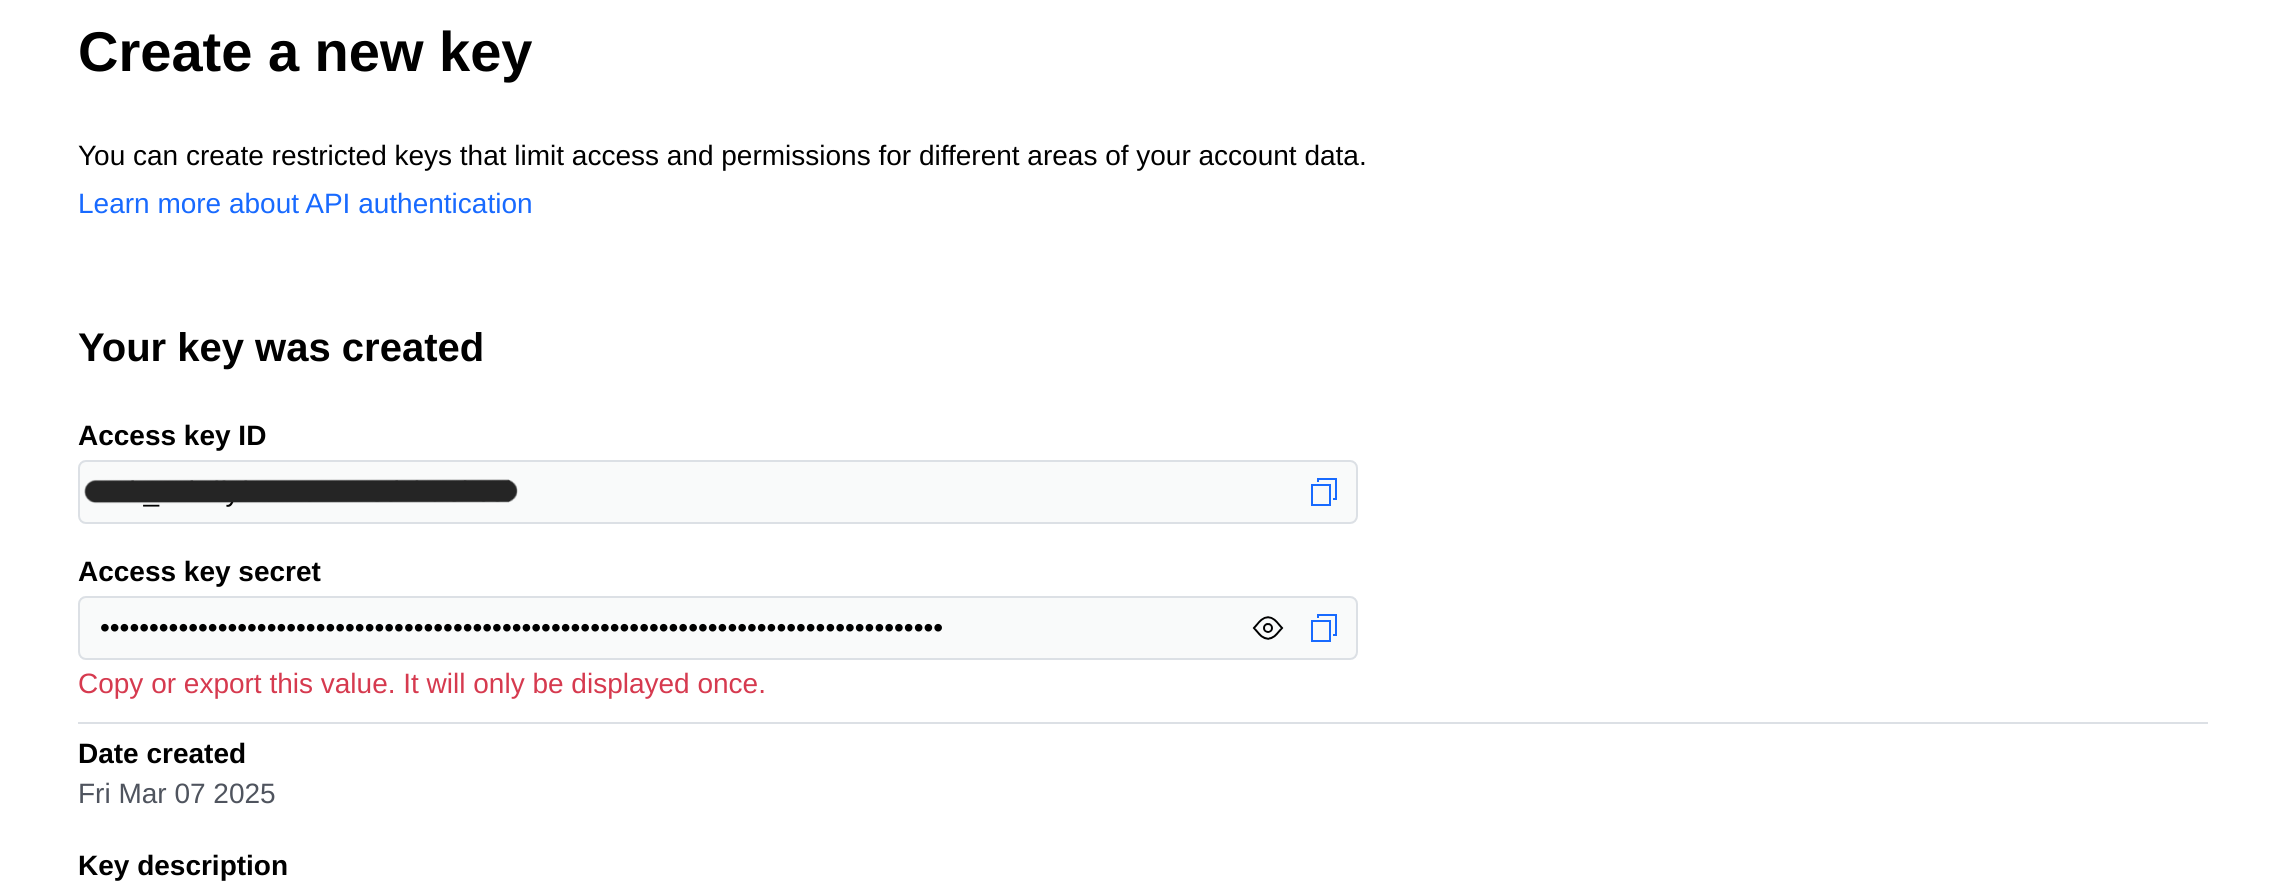 Create a new key
You can create restricted keys that limit access and permissions for different areas of your account data.
Learn more about API authentication
Your key was created
Access key ID
Access key secret
••••••••••••••••••••••••••••••••••••••••••••••••••••••••••••••••••••••••••••••••••••••
Copy or export this value. It will only be displayed once.
Date created
Fri Mar 07 2025
Key description